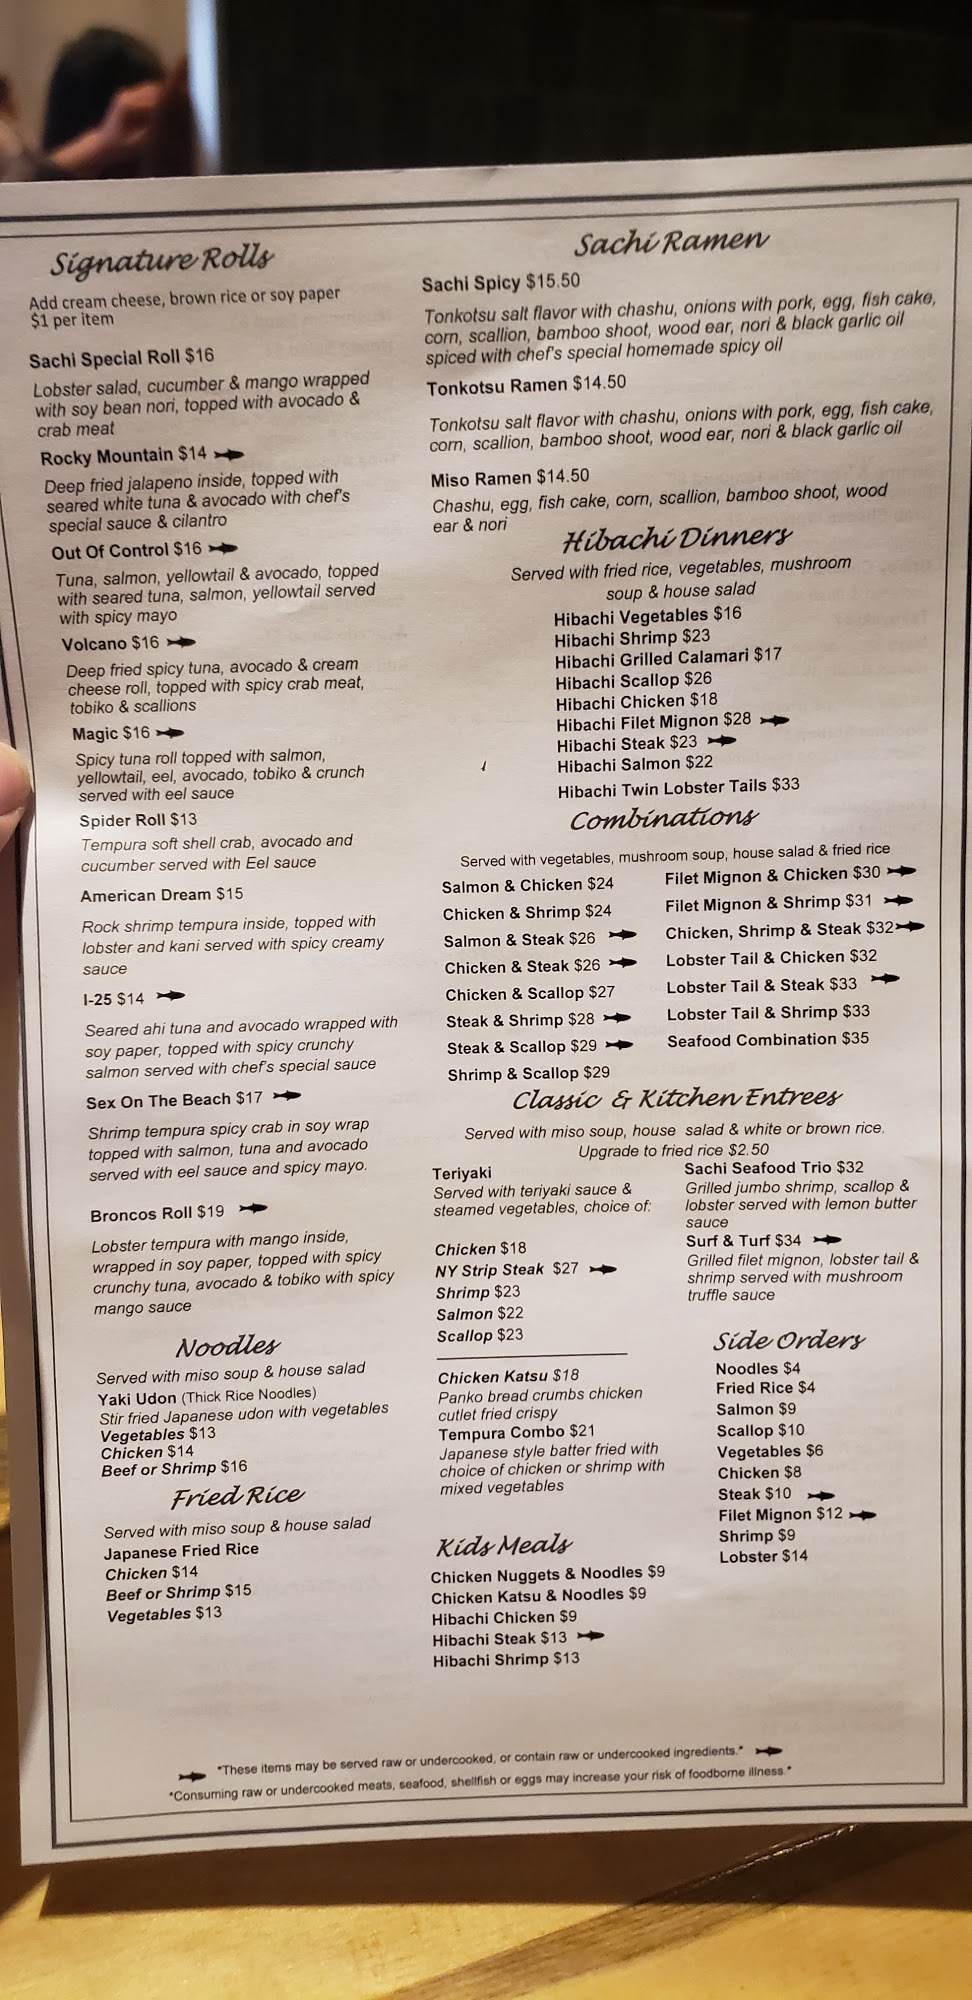 Signature Rolls
Add cream cheese, brown rice or soy paper
$1 per item
Sachi Special Roll $16
Lobster salad, cucumber & mango wrapped
with soy bean nori, topped with avocado &
crab meat
Rocky Mountain $14
Deep fried jalapeno inside, topped with
seared white tuna & avocado with chef's
special sauce & cilantro
Out Of Control $16
Tuna, salmon, yellowtail & avocado, topped
with seared tuna, salmon, yellowtail served
with spicy mayo
Volcano $16
Deep fried spicy tuna, avocado & cream
cheese roll, topped with spicy crab meat,
tobiko & scallions
Magic $16
Spicy tuna roll topped with salmon,
yellowtail, eel, avocado, tobiko & crunch
served with eel sauce
Spider Roll $13
Tempura soft shell crab, avocado and
cucumber served with Eel sauce
American Dream $15
Rock shrimp tempura inside, topped with
lobster and kani served with spicy creamy
sauce
I-25 $14
Seared ahi tuna and avocado wrapped with
soy paper, topped with spicy crunchy
salmon served with chef's special sauce
Sex On The Beach $17
Shrimp tempura spicy crab in soy wrap
topped with salmon, tuna and avocado
served with eel sauce and spicy mayo.
Broncos Roll $19
Lobster tempura with mango inside,
wrapped in soy paper, topped with spicy
crunchy tuna, avocado & tobiko with spicy
mango sauce
Noodles
Served with miso soup & house salad
Yaki Udon (Thick Rice Noodles)
Stir fried Japanese udon with vegetables
Vegetables $13
Chicken $14
Beef or Shrimp $16
Fried Rice
Served with miso soup & house salad
Japanese Fried Rice
Chicken $14
Beef or Shrimp $15
Vegetables $13
Sachi Ramen
Sachi Spicy $15.50
Tonkotsu salt flavor with chashu, onions with pork, egg, fish cake,
corn, scallion, bamboo shoot, wood ear, nori & black garlic oil
spiced with chef's special homemade spicy oil
Tonkotsu Ramen $14.50
Tonkotsu salt flavor with chashu, onions with pork, egg, fish cake,
corn, scallion, bamboo shoot, wood ear, nori & black garlic oil
Miso Ramen $14.50
Chashu, egg, fish cake, corn, scallion, bamboo shoot, wood
ear & nori
Hibachi Dinners
Served with fried rice, vegetables, mushroom
soup & house salad
Hibachi Vegetables $16
Hibachi Shrimp $23
Hibachi Grilled Calamari $17
Hibachi Scallop $26
Hibachi Chicken $18
Hibachi Filet Mignon $28
Hibachi Steak $23
Hibachi Salmon $22
Hibachi Twin Lobster Tails $33
Combinations
Served with vegetables, mushroom soup, house salad & fried rice
Salmon & Chicken $24
Chicken & Shrimp $24
Salmon & Steak $26
Chicken & Steak $26
Chicken & Scallop $27
Steak & Shrimp $28
Steak & Scallop $29
Shrimp & Scallop $29
Filet Mignon & Chicken $30
Filet Mignon & Shrimp $31
Chicken, Shrimp & Steak $32
Lobster Tail & Chicken $32
Lobster Tail & Steak $33
Lobster Tail & Shrimp $33
Seafood Combination $35
Classic & Kitchen Entrees
Served with miso soup, house salad & white or brown rice.
Upgrade to fried rice $2.50
Teriyaki
Served with teriyaki sauce &
steamed vegetables, choice of:
Chicken $18
NY Strip Steak $27
Shrimp $23
Salmon $22
Scallop $23
Chicken Katsu $18
Panko bread crumbs chicken
cutlet fried crispy
Tempura Combo $21
Japanese style batter fried with
choice of chicken or shrimp with
mixed vegetables
Sachi Seafood Trio $32
Grilled jumbo shrimp, scallop &
lobster served with lemon butter
sauce
Surf & Turf $34
Grilled filet mignon, lobster tail &
shrimp served with mushroom
truffle sauce
Kids Meals
Chicken Nuggets & Noodles $9
Chicken Katsu & Noodles $9
Hibachi Chicken $9
Hibachi Steak $13
Hibachi Shrimp $13
Side Orders
Noodles $4
Fried Rice $4
Salmon $9
Scallop $10
Vegetables $6
Chicken $8
Steak $10
Filet Mignon $12
Shrimp $9
Lobster $14
*These items may be served raw or undercooked, or contain raw or undercooked ingredients.*
*Consuming raw or undercooked meats, seafood, shellfish or eggs may increase your risk of foodborne illness.*